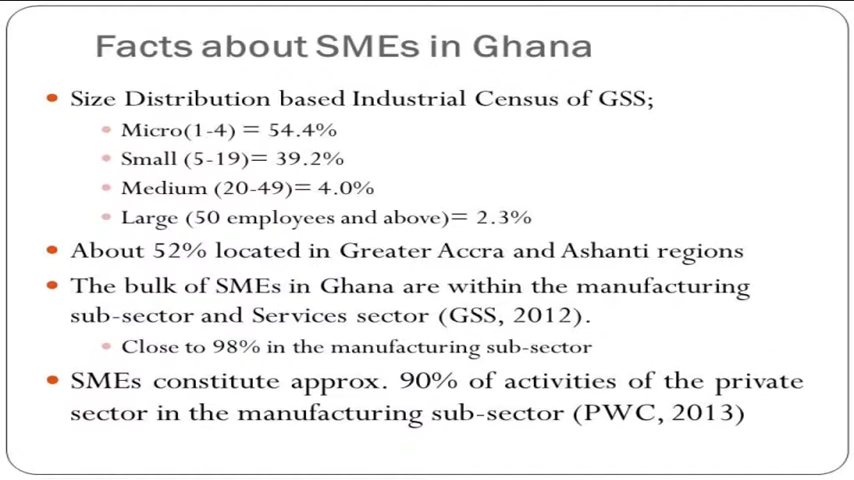 Facts about SMEs in Ghana
• Size Distribution based Industrial Census of GSS;
• Micro(1-4) = 54.4%
• Small (5-19)= 39.2%
• Medium (20-49)= 4.0%
• Large (50 employees and above)= 2.3%
• About 52% located in Greater Accra and Ashanti regions
• The bulk of SMEs in Ghana are within the manufacturing
sub-sector and Services sector (GSS, 2012).
• Close to 98% in the manufacturing sub-sector
• SMEs constitute approx. 90% of activities of the private
sector in the manufacturing sub-sector (PWC, 2013)